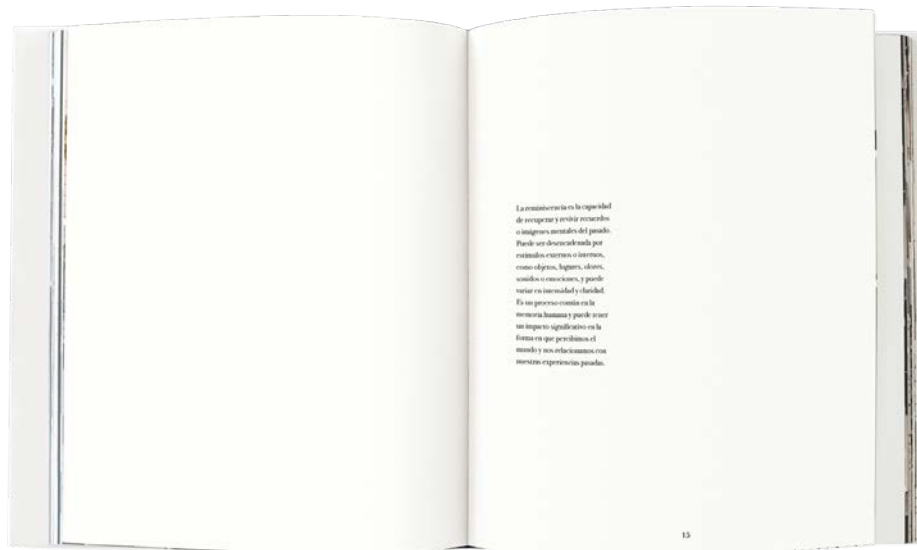 La reminiscencia es la capacidad
de recuperar y revivir recuerdos
o imágenes mentales del pasado.
Puede ser desencadenada por
estímulos externos o internos,
como objetos, lugares, olores,
sonidos o emociones, y puede
variar en intensidad y claridad.
Es un proceso común en la
memoria humana y puede tener
un impacto significativo en la
forma en que percibimos el
mundo y nos relacionamos con
nuestras experiencias pasadas.
15